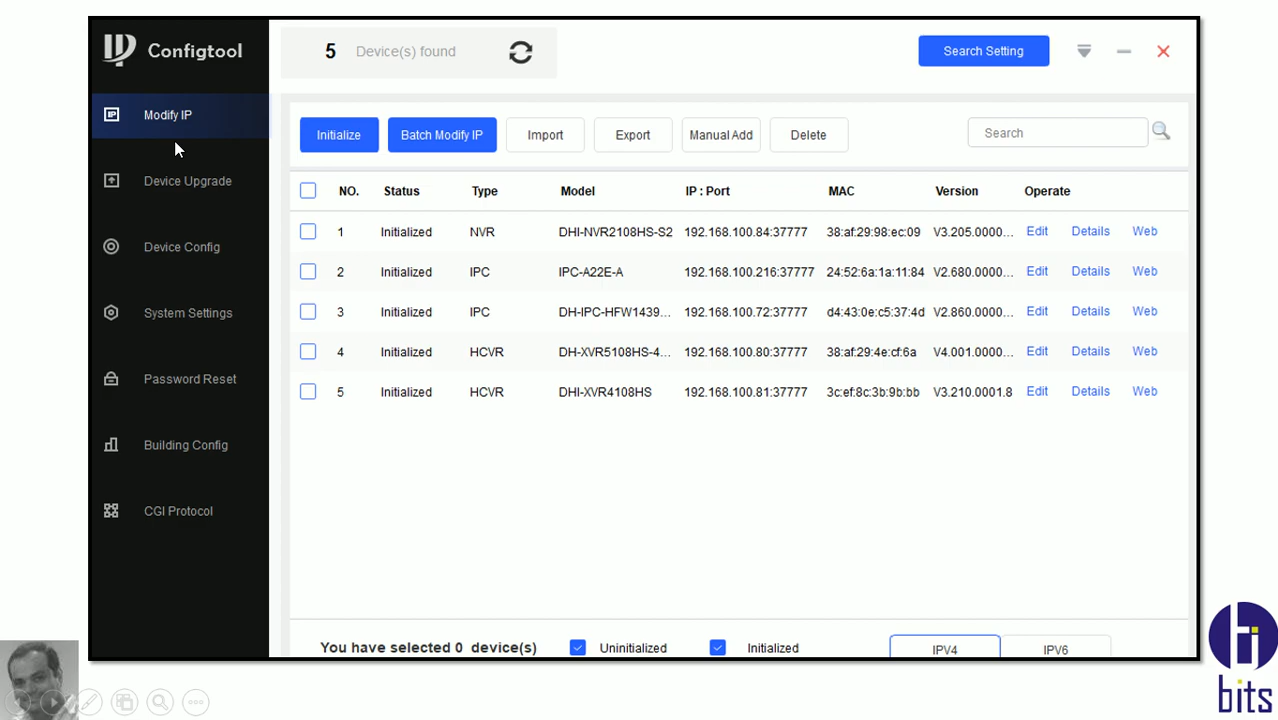 Configtool
5 Device(s) found
Search Setting
Modify IP
Device Upgrade
Device Config
System Settings
Password Reset
Building Config
CGI Protocol
Initialize Batch Modify IP Import Export Manual Add Delete Search
NO. Status Type Model IP : Port MAC Version Operate
1 Initialized NVR DHI-NVR2108HS-S2 192.168.100.84:37777 38:af:29:98:ec:09 V3.205.0000... Edit Details Web
2 Initialized IPC IPC-A22E-A 192.168.100.216:37777 24:52:6a:1a:11:84 V2.680.0000... Edit Details Web
3 Initialized IPC DH-IPC-HFW1439... 192.168.100.72:37777 d4:43:0e:c5:37:4d V2.860.0000... Edit Details Web
4 Initialized HCVR DH-XVR5108HS-4... 192.168.100.80:37777 38:af:29:4e:cf:6a V4.001.0000... Edit Details Web
5 Initialized HCVR DHI-XVR4108HS 192.168.100.81:37777 3c:ef:8c:3b:9b:bb V3.210.0001.8 Edit Details Web
You have selected 0 device(s) Uninitialized Initialized IPV4 IPV6
bits